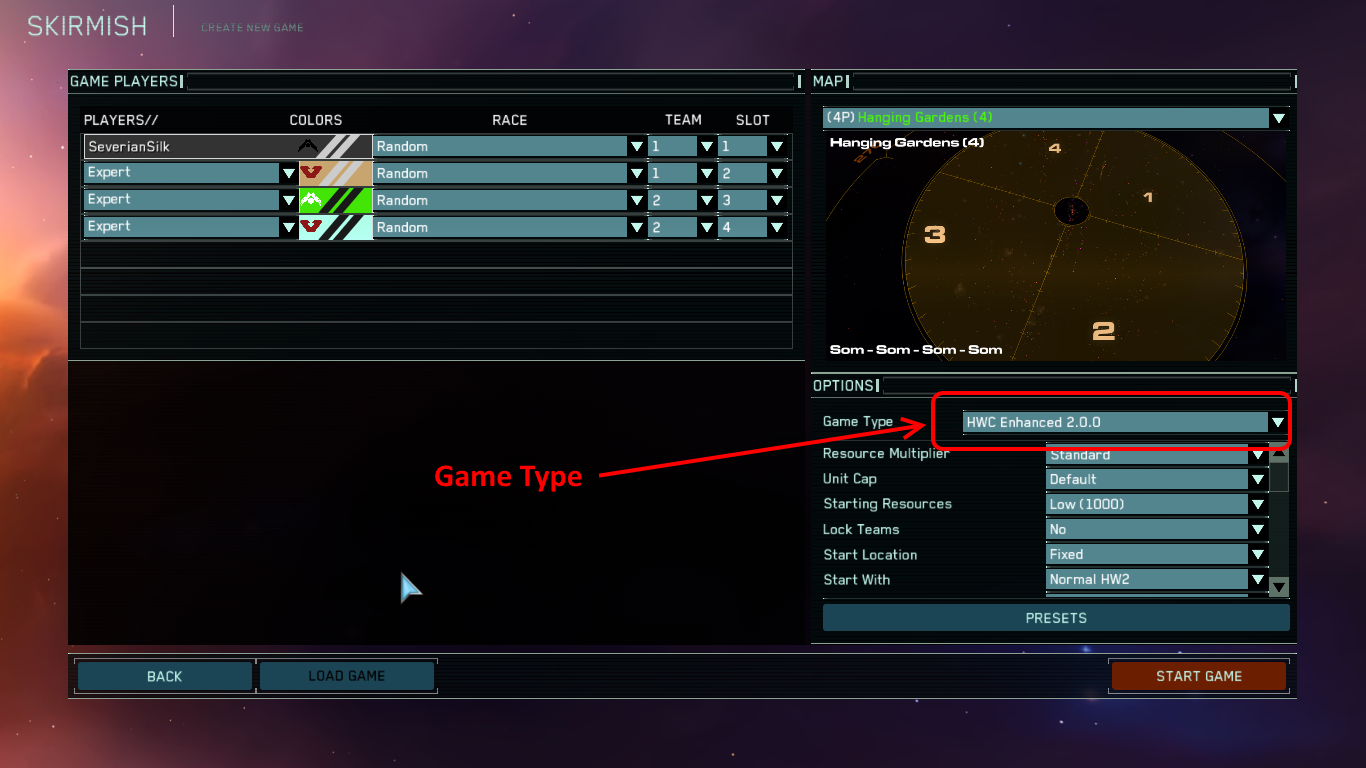 SKIRMISH
CREATE NEW GAME
GAME PLAYERS
PLAYERS// COLORS RACE TEAM SLOT
SeverianSilk Random 1 1
Expert Random 1 2
Expert Random 2 3
Expert Random 2 4
MAP
(4P) Hanging Gardens (4)
Hanging Gardens (4)
4
1
3
2
Som - Som - Som - Som
OPTIONS
Game Type HWC Enhanced 2.0.0
Game Type
Resource Multiplier Standard
Unit Cap Default
Starting Resources Low (1000)
Lock Teams No
Start Location Fixed
Start With Normal HW2
PRESETS
BACK
LOAD GAME
START GAME